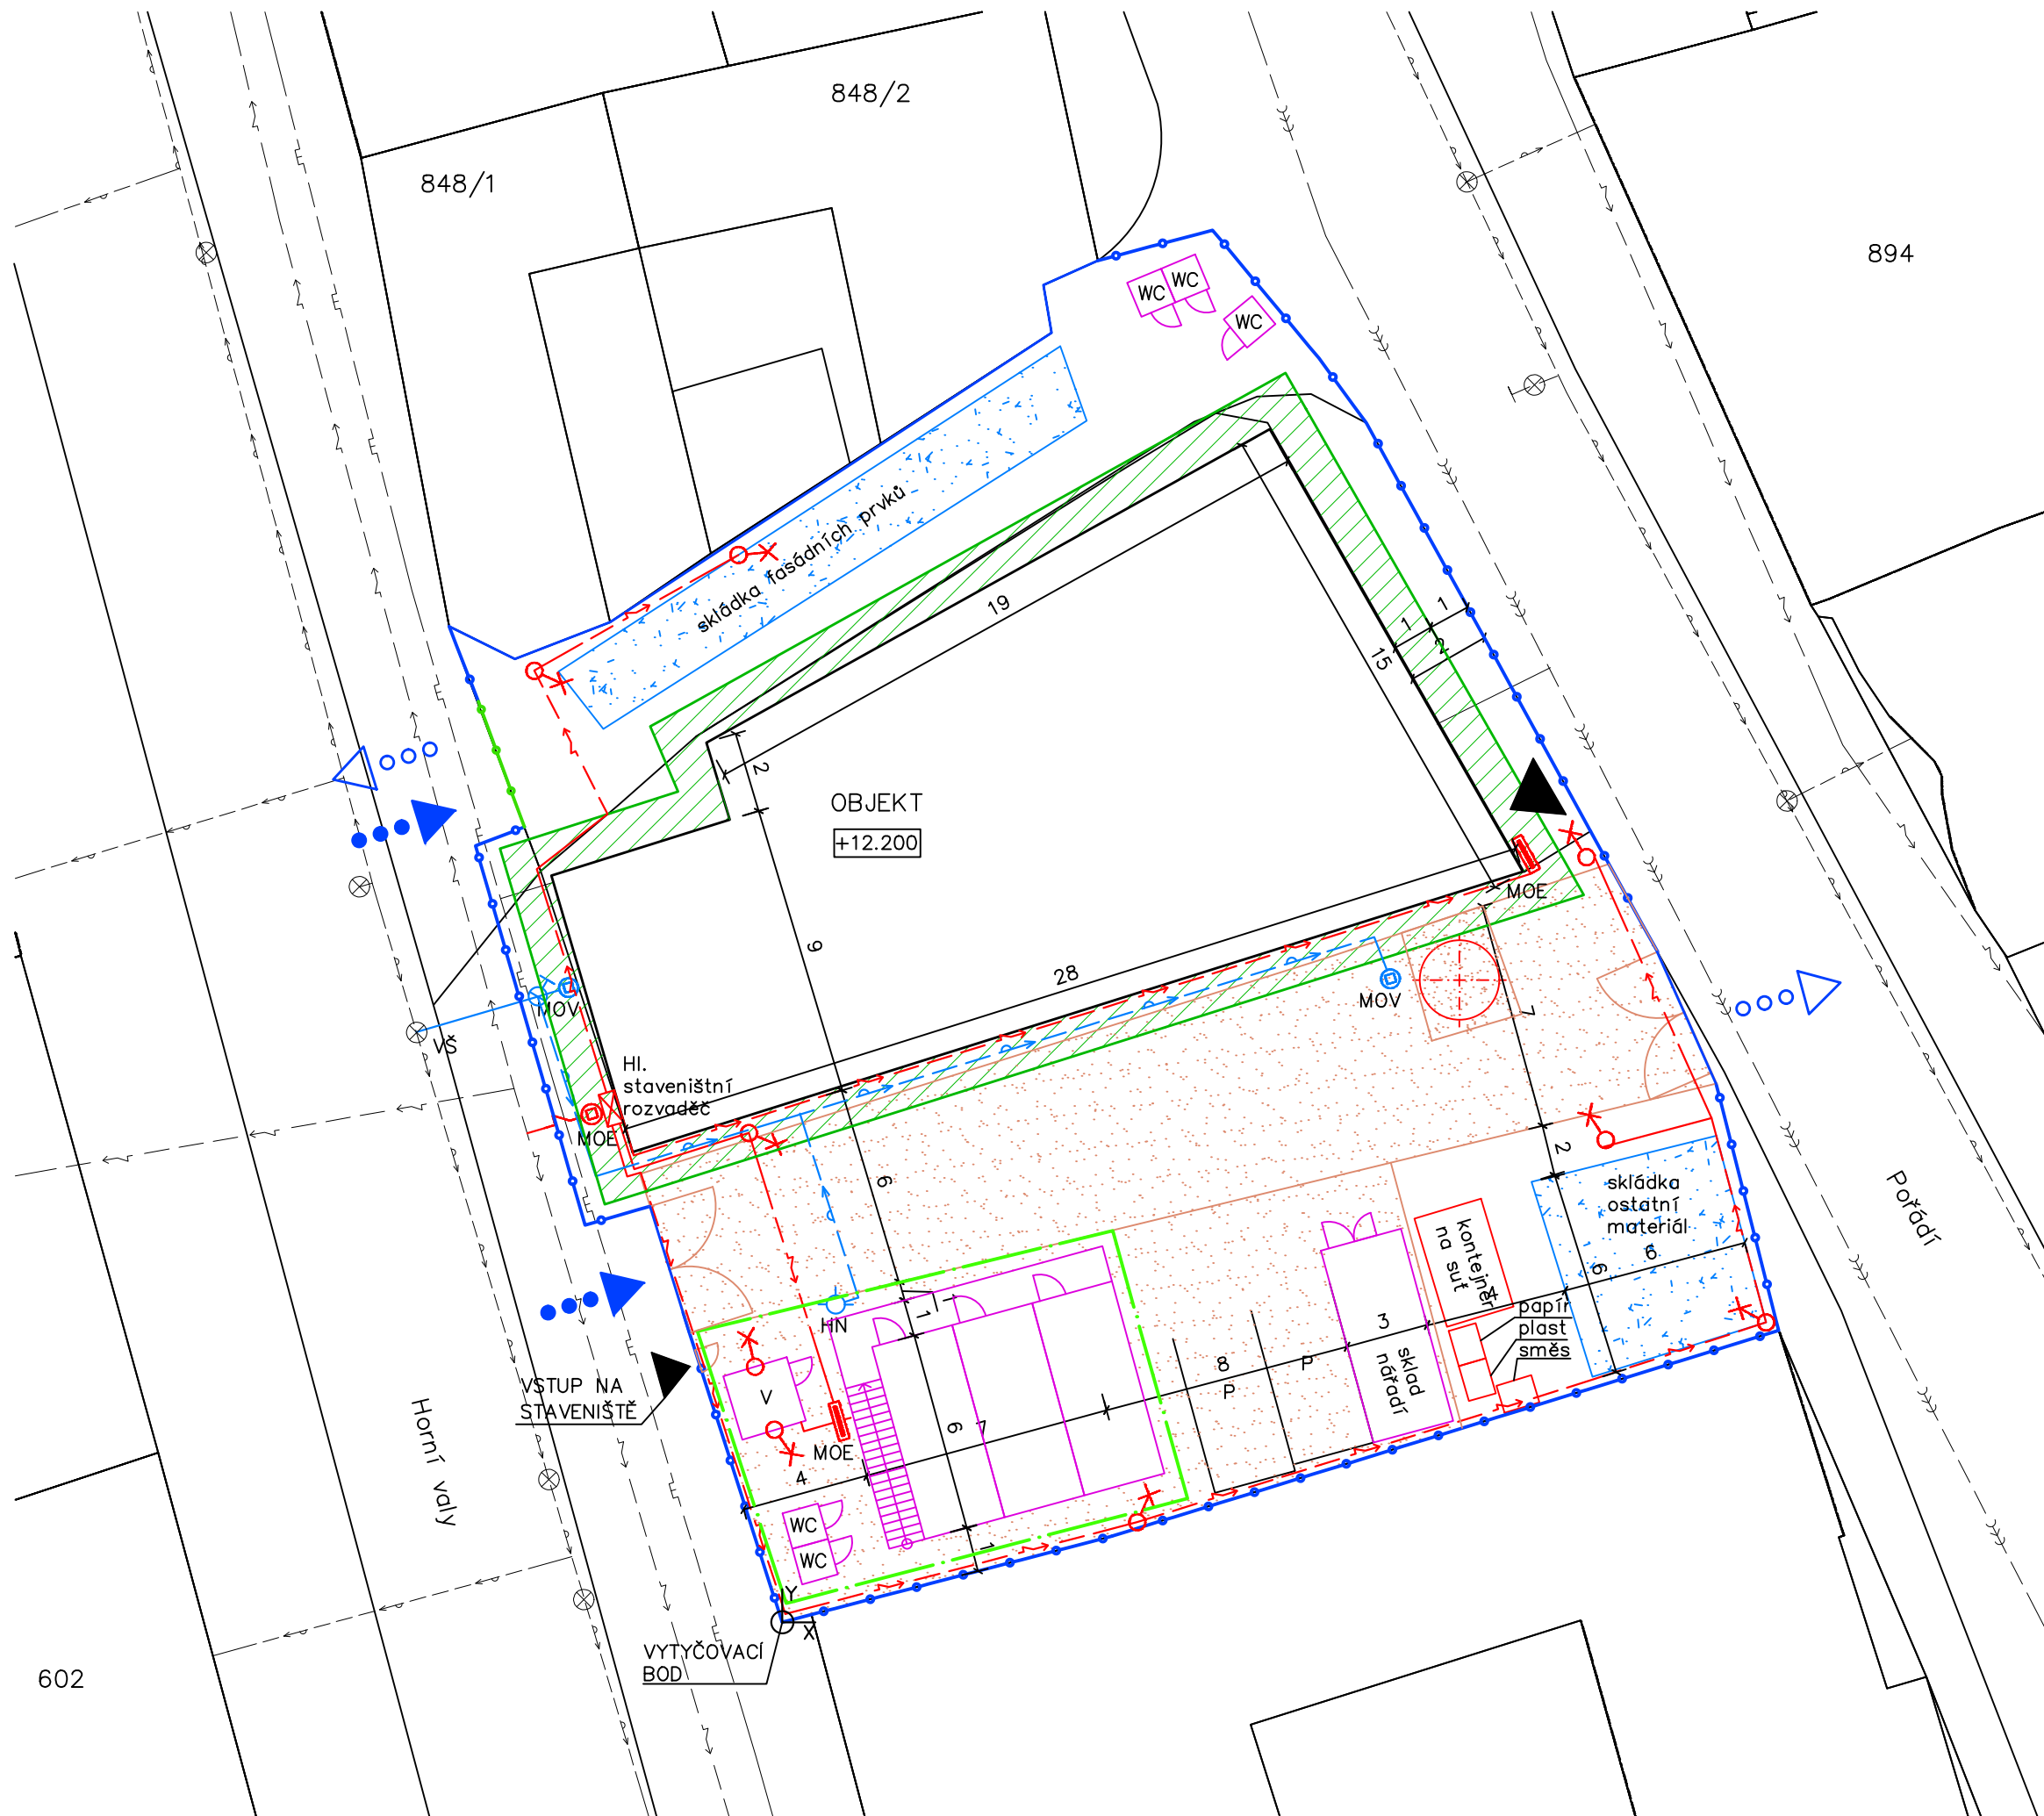 848/2
848/1
894
WC
WC
WC
skládka fasádních prvků
19
1
1
2
15
2
OBJEKT
+12.200
MOE
9
28
MOV
MOV
7
VŠ
Hl.
staveništní
rozvaděč
MOE
2
skládka
ostatní
materiál
6
6
6
Pořádí
kontejner
na suť
4
papír
plast
směs
HN
1
3
sklad
nářadí
8
P
P
V
VSTUP NA
STAVENIŠTĚ
Horní valy
MOE
6
7
4
WC
WC
1
Y
X
VYTYČOVACÍ
BOD
602